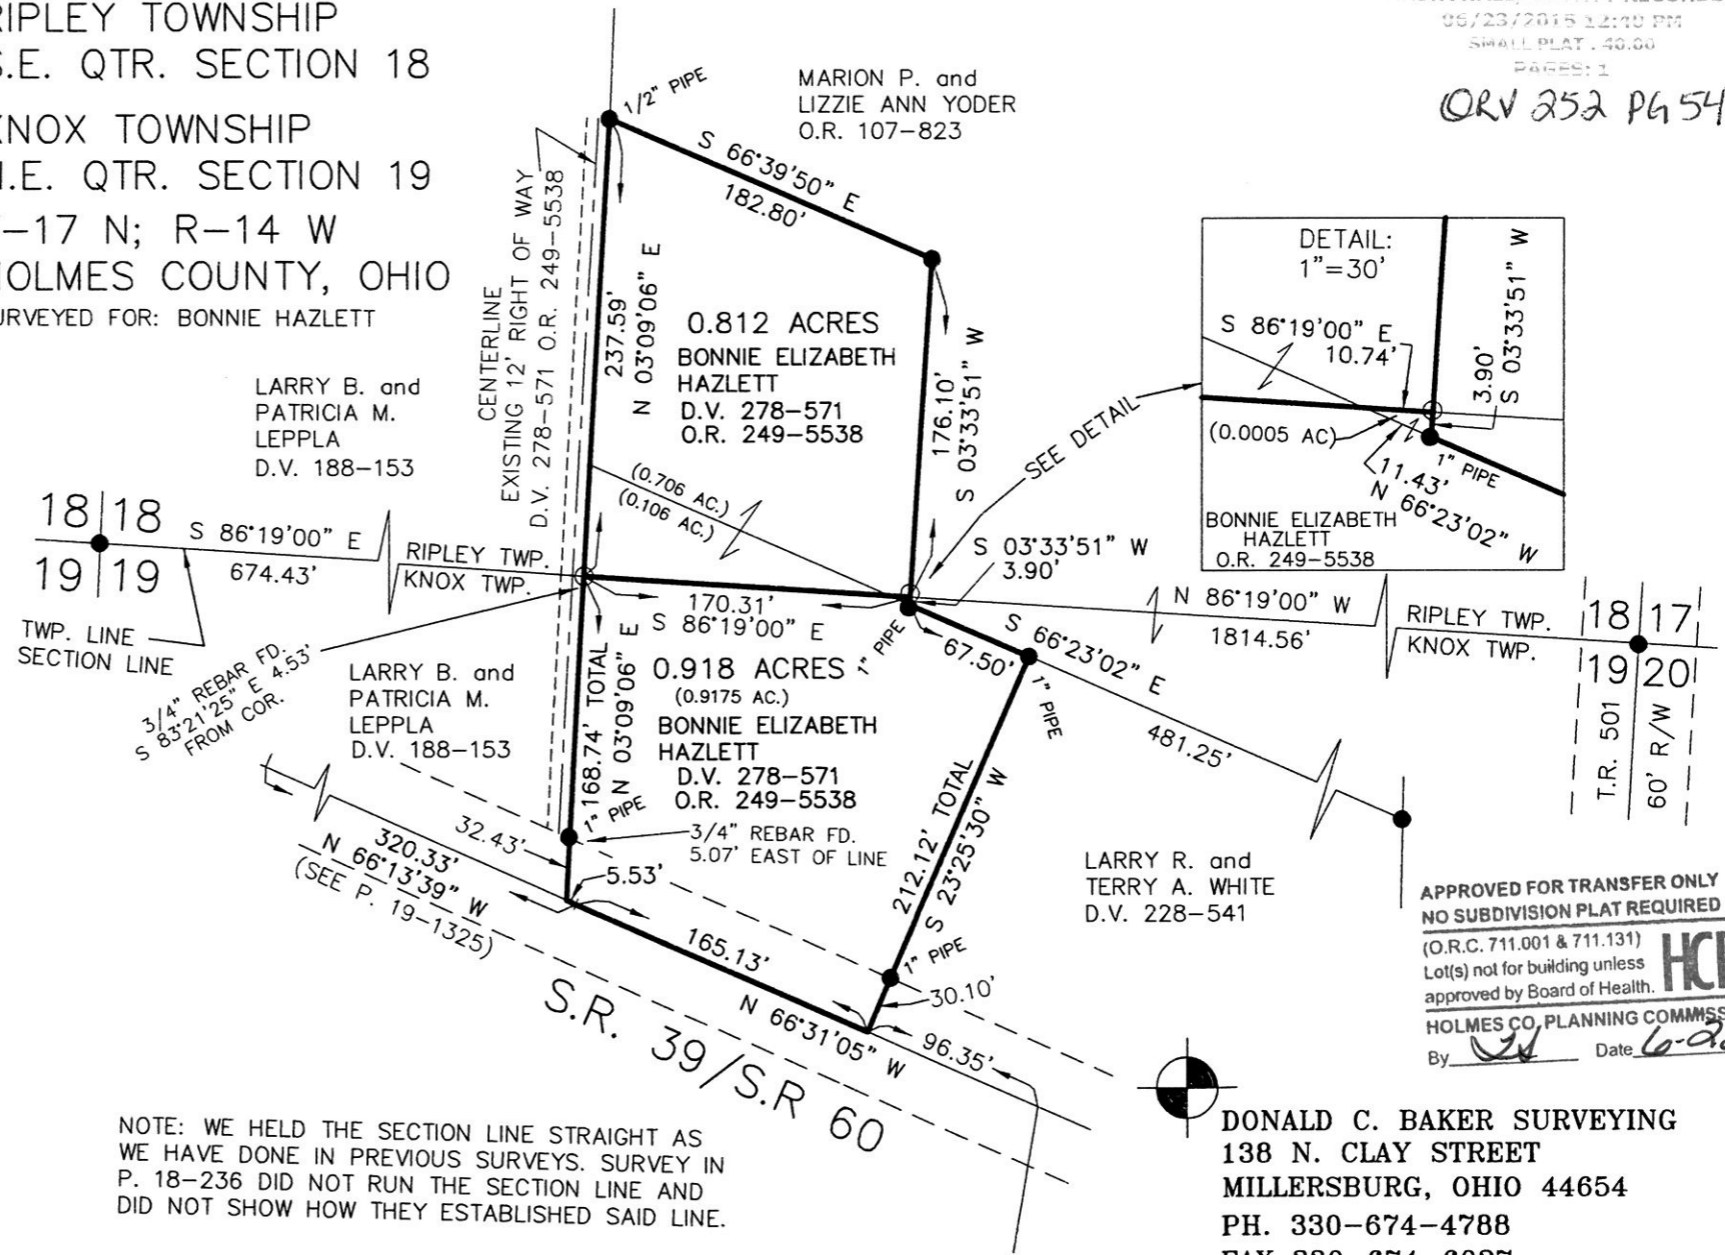 RIPLEY TOWNSHIP
S.E. QTR. SECTION 18
KNOX TOWNSHIP
N.E. QTR. SECTION 19
–17 N; R–14 W
HOLMES COUNTY, OHIO
SURVEYED FOR: BONNIE HAZLETT
06/23/2015 12:40 PM
SMALL PLAT . 40.00
PAGES: 1
ORV 252 PG 54
MARION P. and
LIZZIE ANN YODER
O.R. 107–823
1/2" PIPE
S 66°39'50" E
182.80'
CENTERLINE
EXISTING 12' RIGHT OF WAY
D.V. 278–571 O.R. 249–5538
237.59'
N 03°09'06" E
0.812 ACRES
BONNIE ELIZABETH
HAZLETT
D.V. 278–571
O.R. 249–5538
176.10'
S 03°33'51" W
(0.706 AC.)
(0.106 AC.)
SEE DETAIL
DETAIL:
1"=30'
S 86°19'00" E
10.74'
3.90'
S 03°33'51" W
(0.0005 AC)
1" PIPE
11.43'
N 66°23'02" W
BONNIE ELIZABETH
HAZLETT
O.R. 249–5538
LARRY B. and
PATRICIA M.
LEPPLA
D.V. 188–153
18 18
19 19
S 86°19'00" E
674.43'
RIPLEY TWP.
KNOX TWP.
TWP. LINE
SECTION LINE
3/4" REBAR FD.
S 83°21'25" E 4.53'
FROM COR.
170.31'
S 86°19'00" E
S 03°33'51" W
3.90'
N 86°19'00" W
1814.56'
RIPLEY TWP.
KNOX TWP.
18 17
19 20
T.R. 501
60' R/W
1" PIPE
67.50'
S 66°23'02" E
1" PIPE
481.25'
LARRY B. and
PATRICIA M.
LEPPLA
D.V. 188–153
168.74' TOTAL
N 03°09'06" E
0.918 ACRES
(0.9175 AC.)
BONNIE ELIZABETH
HAZLETT
D.V. 278–571
O.R. 249–5538
1" PIPE
3/4" REBAR FD.
5.07' EAST OF LINE
32.43'
5.53'
320.33'
N 66°13'39" W
(SEE P. 19–1325)
212.12' TOTAL
S 23°25'30" W
1" PIPE
30.10'
165.13'
N 66°31'05" W
96.35'
S.R. 39/S.R 60
LARRY R. and
TERRY A. WHITE
D.V. 228–541
APPROVED FOR TRANSFER ONLY
NO SUBDIVISION PLAT REQUIRED
(O.R.C. 711.001 & 711.131)
Lot(s) not for building unless
approved by Board of Health.
HOLMES CO. PLANNING COMMISS
By Date 6-2
NOTE: WE HELD THE SECTION LINE STRAIGHT AS
WE HAVE DONE IN PREVIOUS SURVEYS. SURVEY IN
P. 18–236 DID NOT RUN THE SECTION LINE AND
DID NOT SHOW HOW THEY ESTABLISHED SAID LINE.
DONALD C. BAKER SURVEYING
138 N. CLAY STREET
MILLERSBURG, OHIO 44654
PH. 330–674–4788